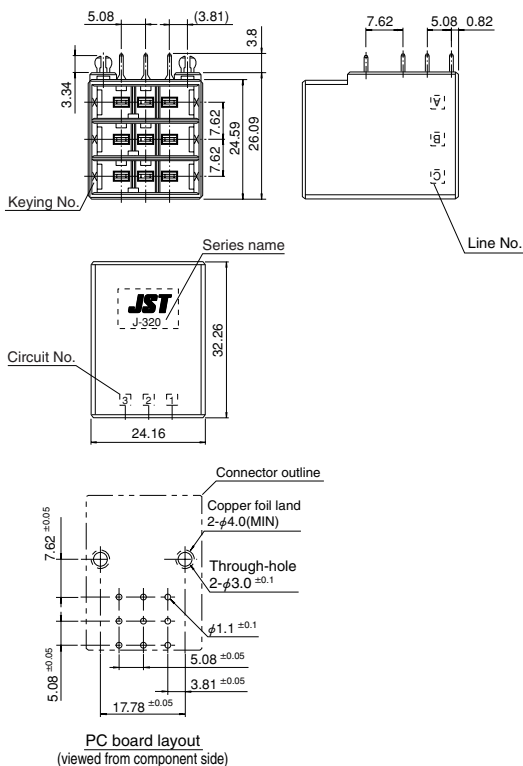 5.08
(3.81)
3.8
3.34
7.62
7.62
24.59
26.09
Keying No.
7.62
5.08
0.82
A
B
C
Line No.
Series name
JST
J-320
Circuit No.
3
2
1
32.26
24.16
Connector outline
Copper foil land
2-φ4.0(MIN)
Through-hole
2-φ3.0 ±0.1
φ1.1 ±0.1
7.62 ±0.05
5.08 ±0.05
5.08 ±0.05
3.81 ±0.05
17.78 ±0.05
PC board layout
(viewed from component side)